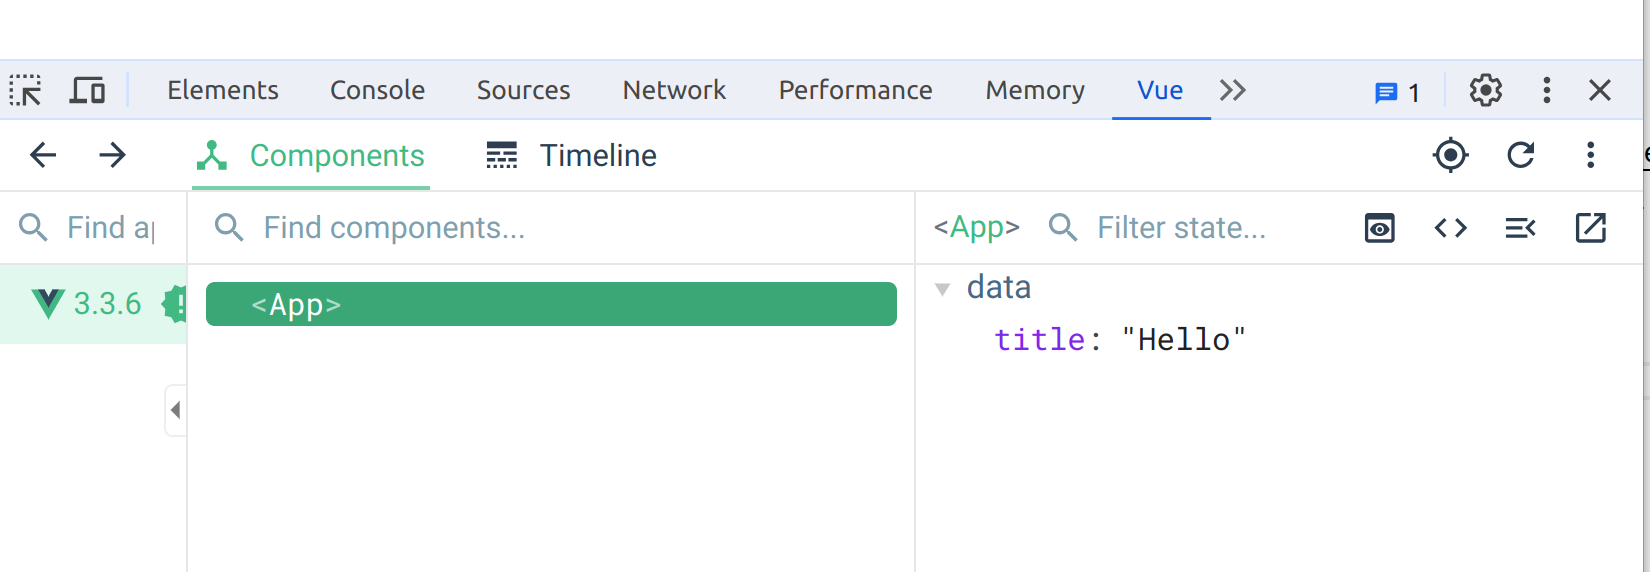 Elements Console Sources Network Performance Memory Vue 1
Components Timeline
Find Find components... <App> Filter state...
3.3.6 <App> data
title: "Hello"